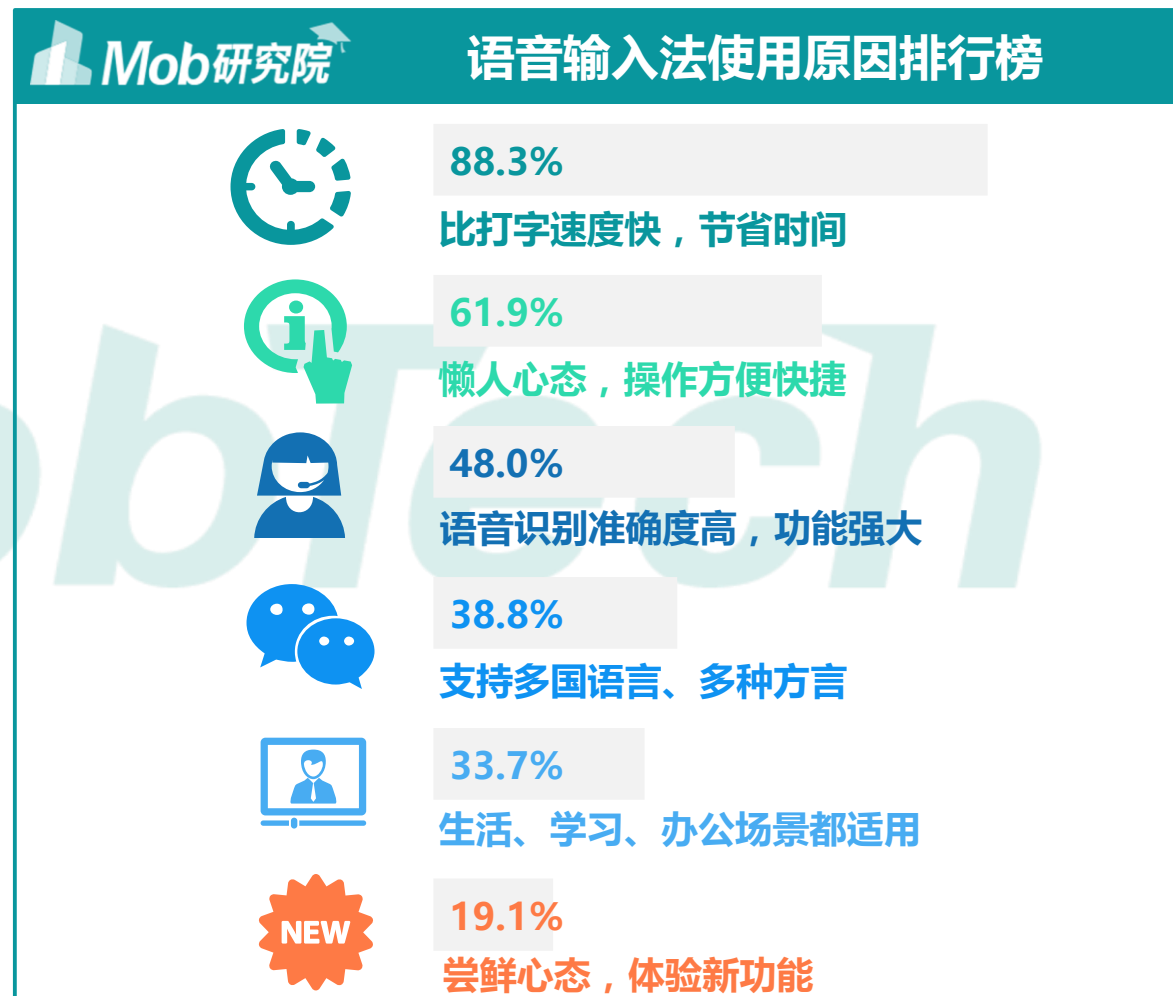 Mob研究院
语音输入法使用原因排行榜
88.3%
比打字速度快，节省时间
61.9%
懒人心态，操作方便快捷
48.0%
语音识别准确度高，功能强大
38.8%
支持多国语言、多种方言
33.7%
生活、学习、办公场景都适用
NEW
19.1%
尝鲜心态，体验新功能
obTech